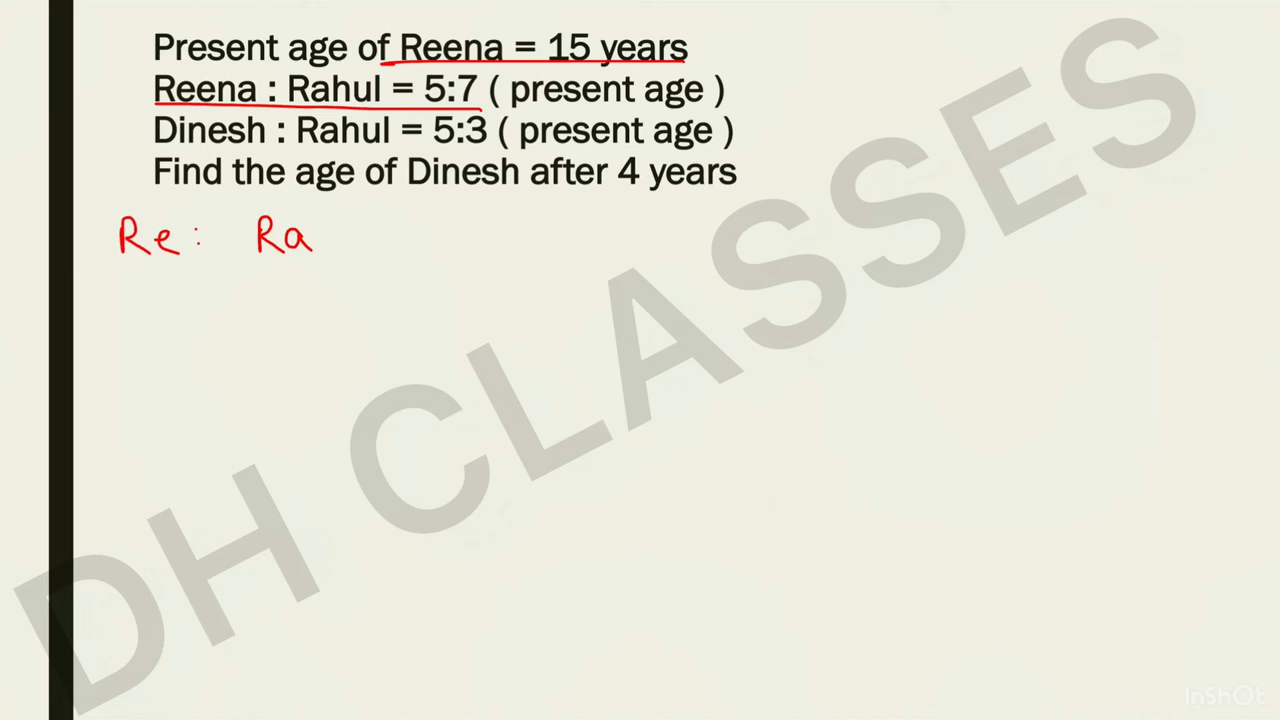 Present age of Reena = 15 years
Reena : Rahul = 5:7 ( present age )
Dinesh : Rahul = 5:3 ( present age )
Find the age of Dinesh after 4 years
Re : Ra
DH CLASSES
InShOt